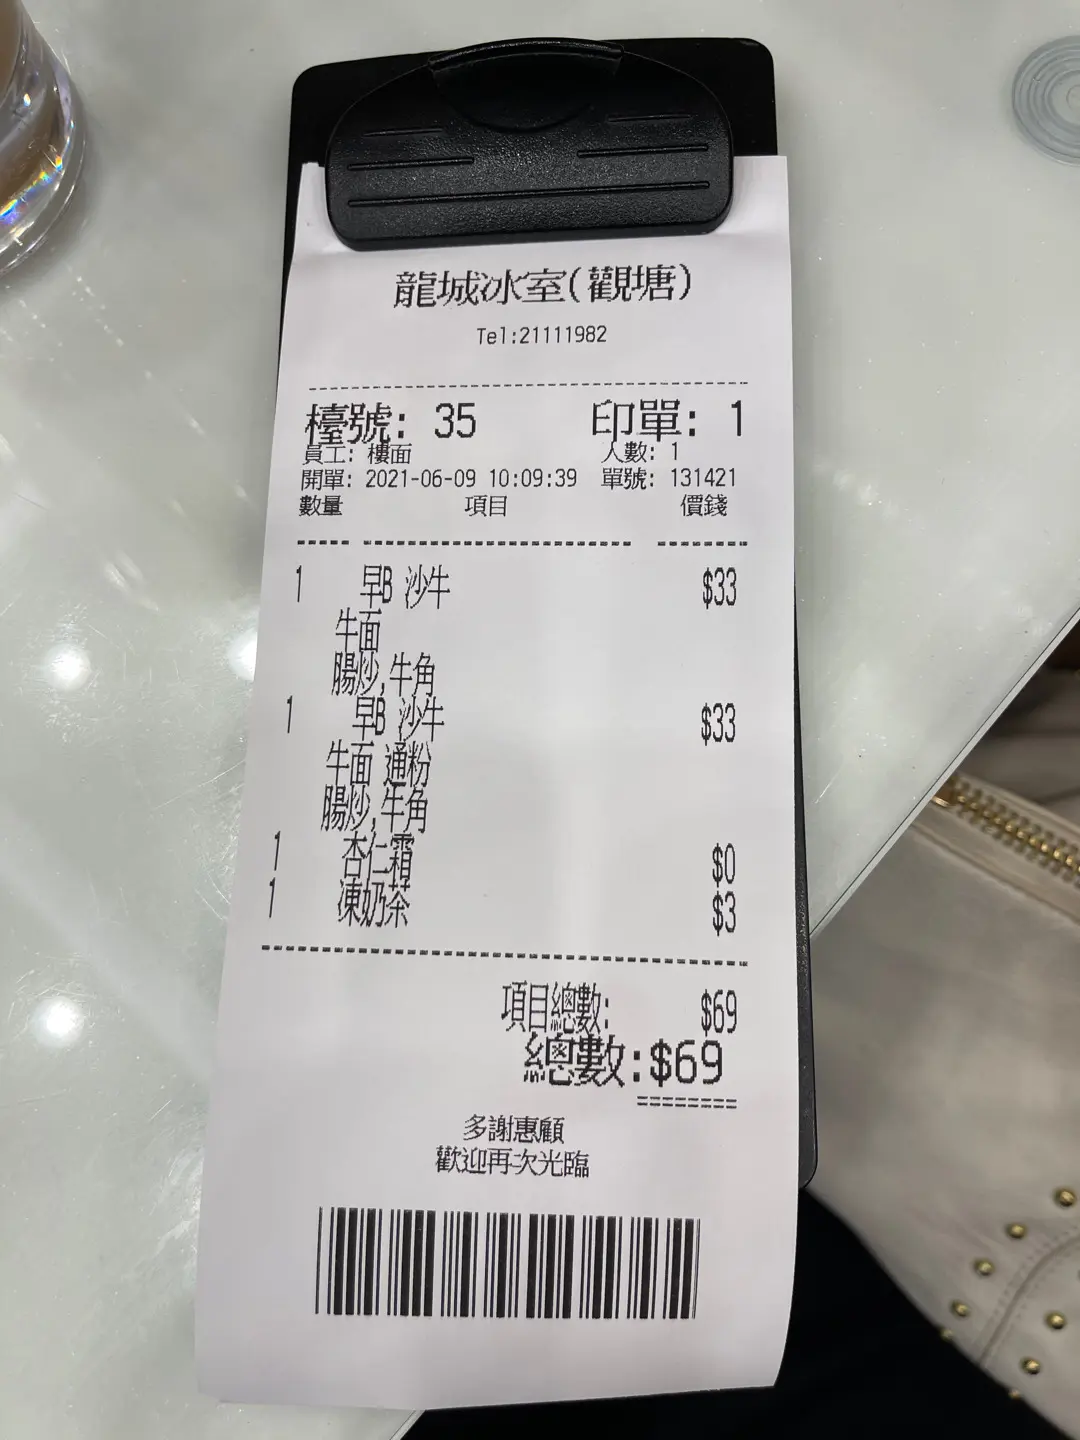 龍城冰室(觀塘)
Tel:21111982
檯號: 35 印單: 1
員工: 樓面 人數: 1
開單: 2021-06-09 10:09:39 單號: 131421
數量 項目 價錢
1 早B 沙牛 $33
牛面
腸炒,牛角
1 早B 沙牛 $33
牛面 通粉
腸炒,牛角
1 杏仁霜 $0
1 凍奶茶 $3
項目總數: $69
總數:$69
多謝惠顧
歡迎再次光臨